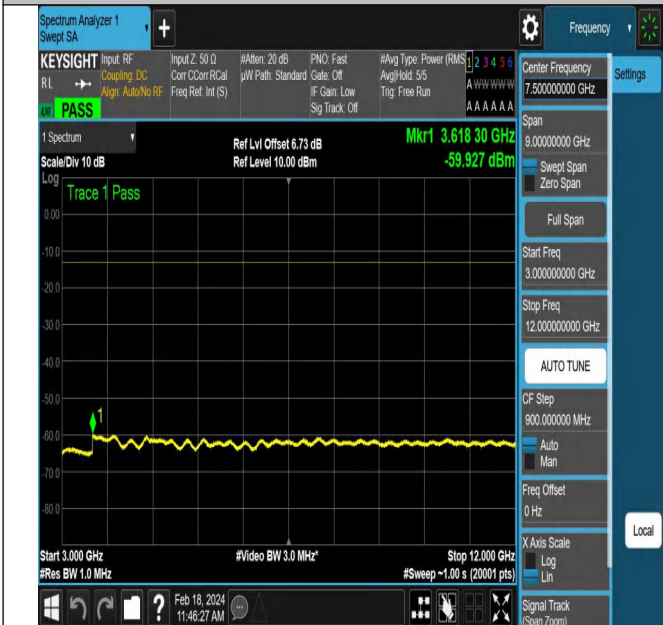 Spectrum Analyzer 1
Swept SA
+
Frequency
KEYSIGHT
RL
PASS
Input: RF
Coupling: DC
Align: Auto/No RF
Input Z: 50 Ω
Corr CCorr RCal
Freq Ref: Int (S)
#Atten: 20 dB
µW Path: Standard
PNO: Fast
Gate: Off
IF Gain: Low
Sig Track: Off
#Avg Type: Power (RMS
Avg|Hold: 5/5
Trig: Free Run
1 2 3 4 5 6
A W W W W W
A A A A A A
1 Spectrum
Scale/Div 10 dB
Log
Ref Lvl Offset 6.73 dB
Ref Level 10.00 dBm
Mkr1 3.618 30 GHz
-59.927 dBm
Trace 1 Pass
0.00
-10.0
-20.0
-30.0
-40.0
-50.0
-60.0
-70.0
-80.0
1
Start 3.000 GHz
#Res BW 1.0 MHz
#Video BW 3.0 MHz*
Stop 12.000 GHz
#Sweep ~1.00 s (20001 pts)
Feb 18, 2024
11:46:27 AM
?
Center Frequency
7.500000000 GHz
Settings
Span
9.00000000 GHz
Swept Span
Zero Span
Full Span
Start Freq
3.000000000 GHz
Stop Freq
12.000000000 GHz
AUTO TUNE
CF Step
900.000000 MHz
Auto
Man
Freq Offset
0 Hz
Local
X Axis Scale
Log
Lin
Signal Track
(Span Zoom)